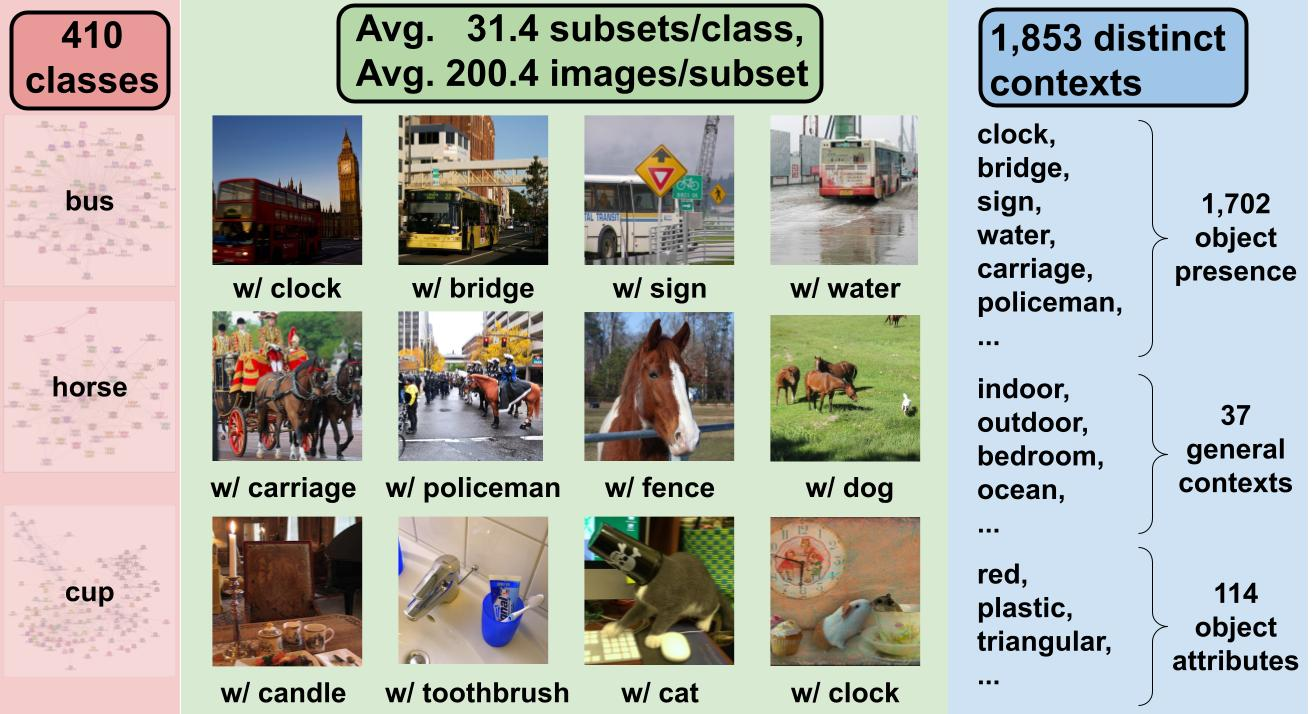 410
classes
Avg. 31.4 subsets/class,
Avg. 200.4 images/subset
1,853 distinct
contexts
bus
w/ clock
w/ bridge
w/ sign
w/ water
horse
w/ carriage
w/ policeman
w/ fence
w/ dog
cup
w/ candle
w/ toothbrush
w/ cat
w/ clock
clock,
bridge,
sign,
water,
carriage,
policeman,
...
1,702
object
presence
indoor,
outdoor,
bedroom,
ocean,
...
37
general
contexts
red,
plastic,
triangular,
...
114
object
attributes